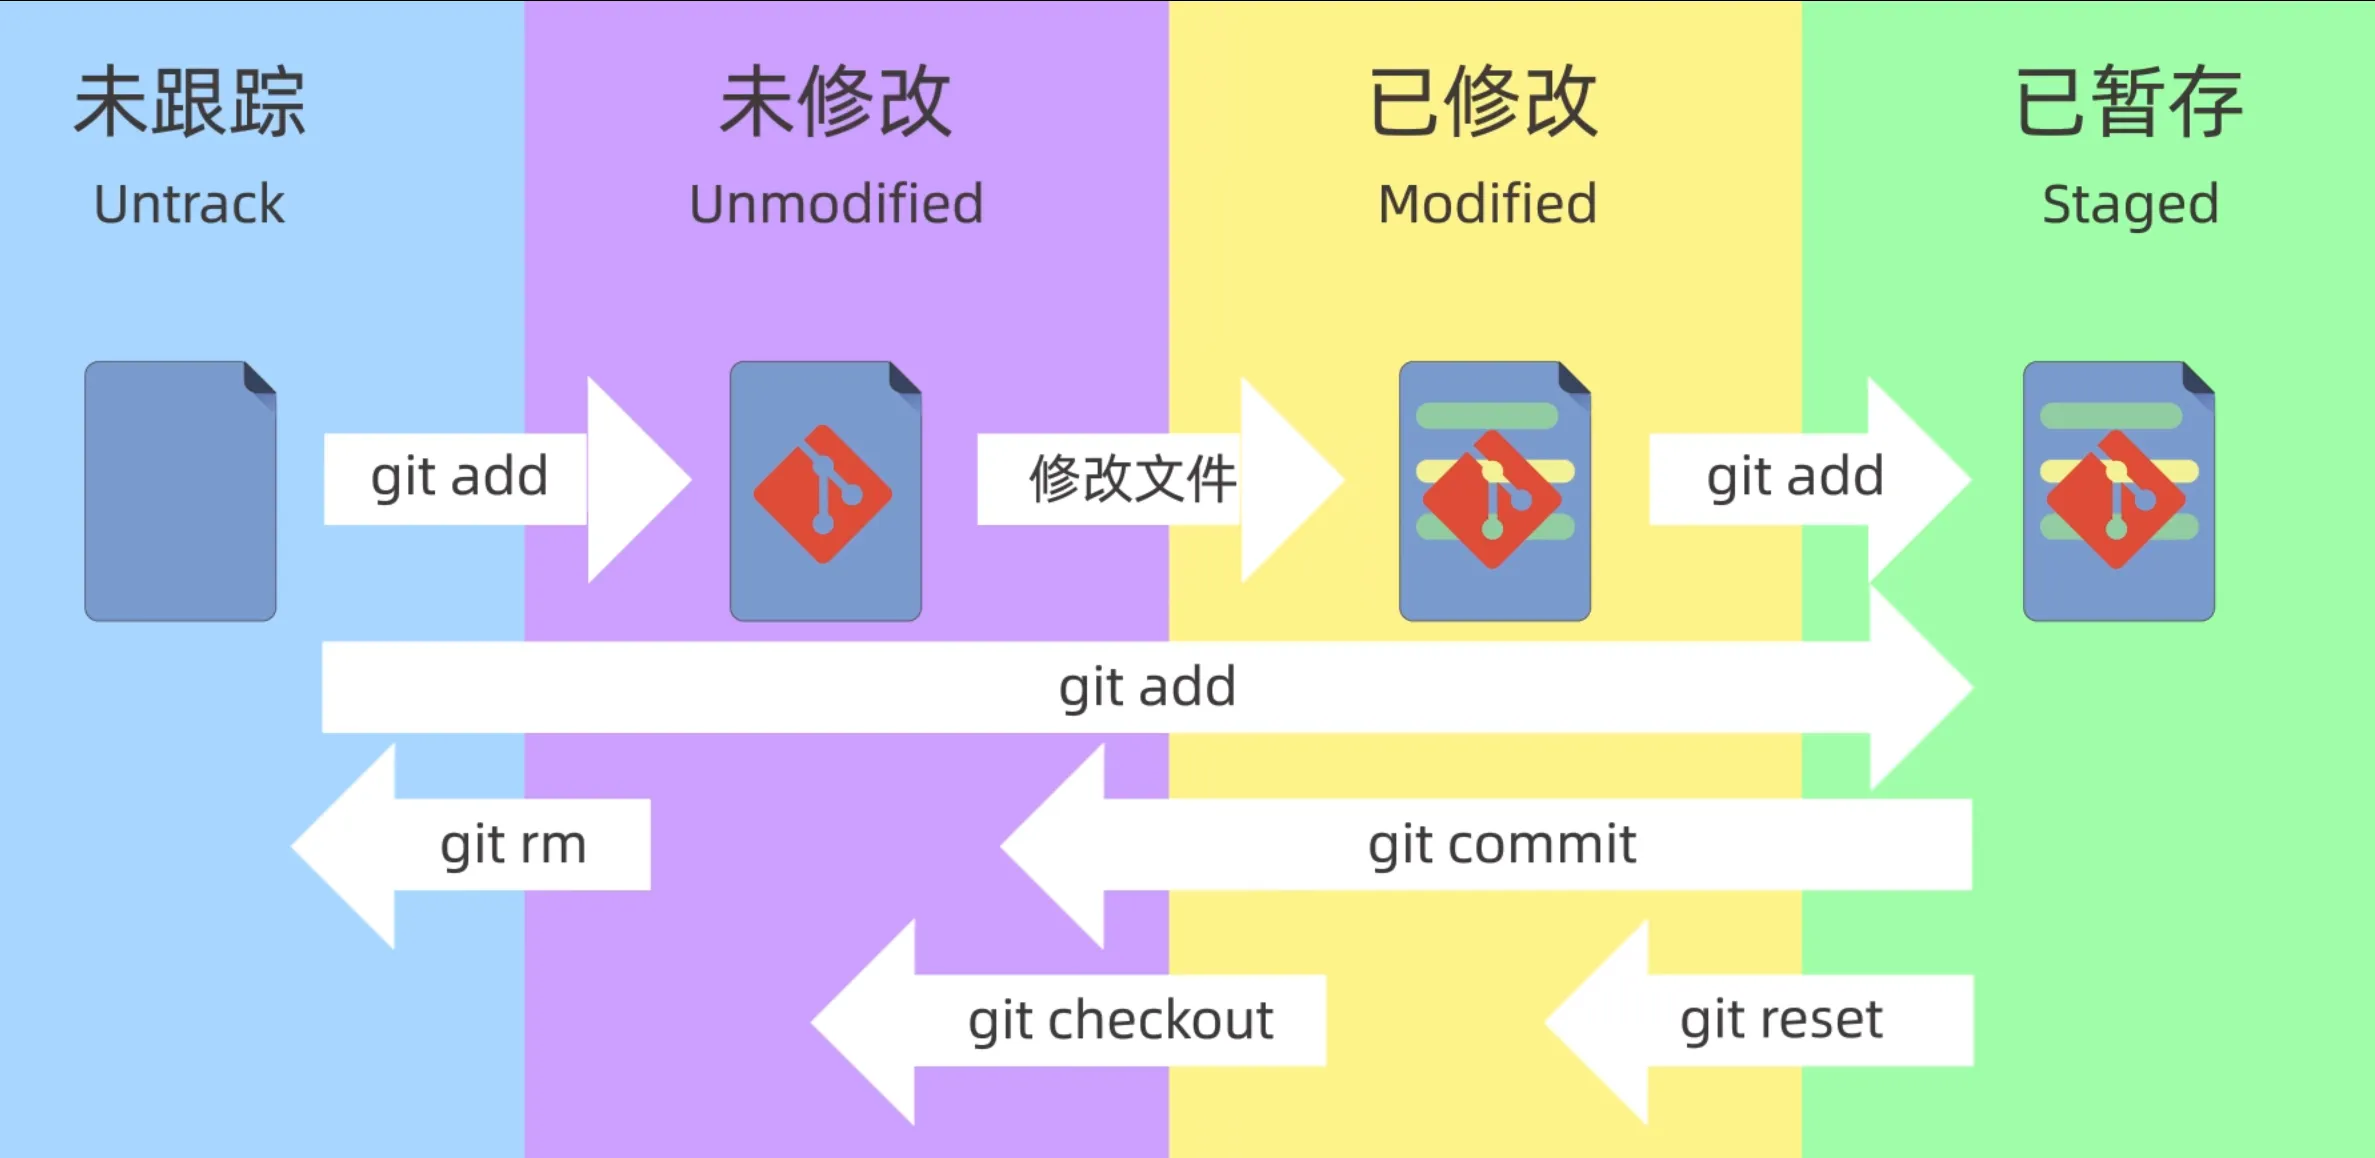 未跟踪
Untrack
未修改
Unmodified
已修改
Modified
已暂存
Staged
git add
修改文件
git add
git add
git rm
git commit
git checkout
git reset